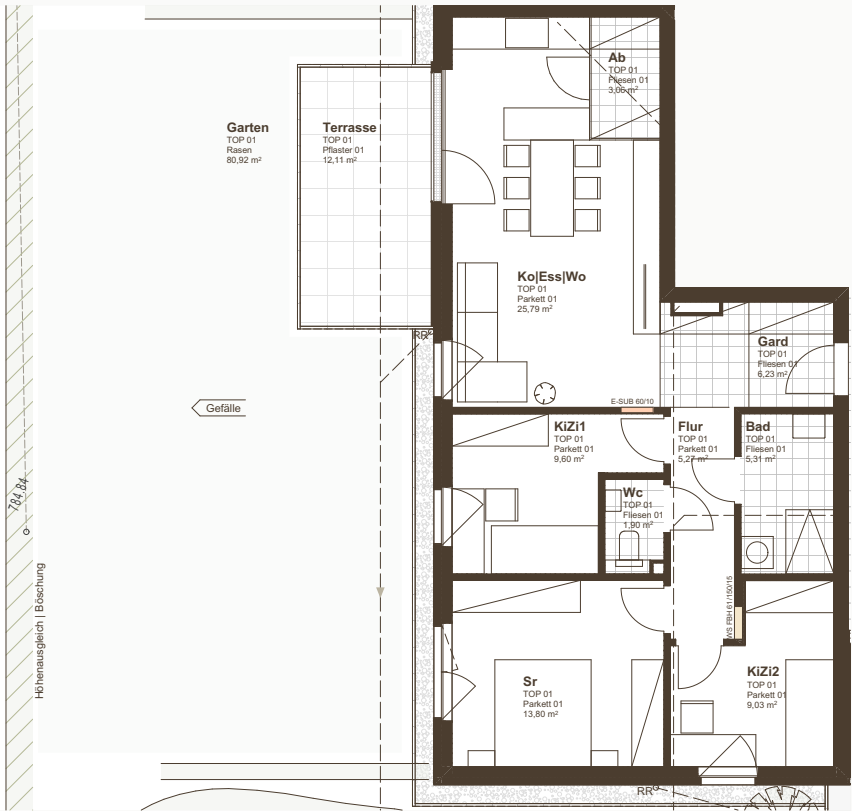 Ab
TOP 01
Fliesen 01
3,06 m²
Garten
TOP 01
Rasen
80,92 m²
Terrasse
TOP 01
Pflaster 01
12,11 m²
Ko|Ess|Wo
TOP 01
Parkett 01
25,79 m²
RR
Gard
TOP 01
Fliesen 01
6,23 m²
Gefälle
E-SUB 60/10
KiZi1
TOP 01
Parkett 01
9,60 m²
Flur
TOP 01
Parkett 01
5,27 m²
Bad
TOP 01
Fliesen 01
5,31 m²
Wc
TOP 01
Fliesen 01
1,90 m²
784,84
Höhenausgleich | Böschung
WS FBH 61/150/15
Sr
TOP 01
Parkett 01
13,80 m²
KiZi2
TOP 01
Parkett 01
9,03 m²
RR